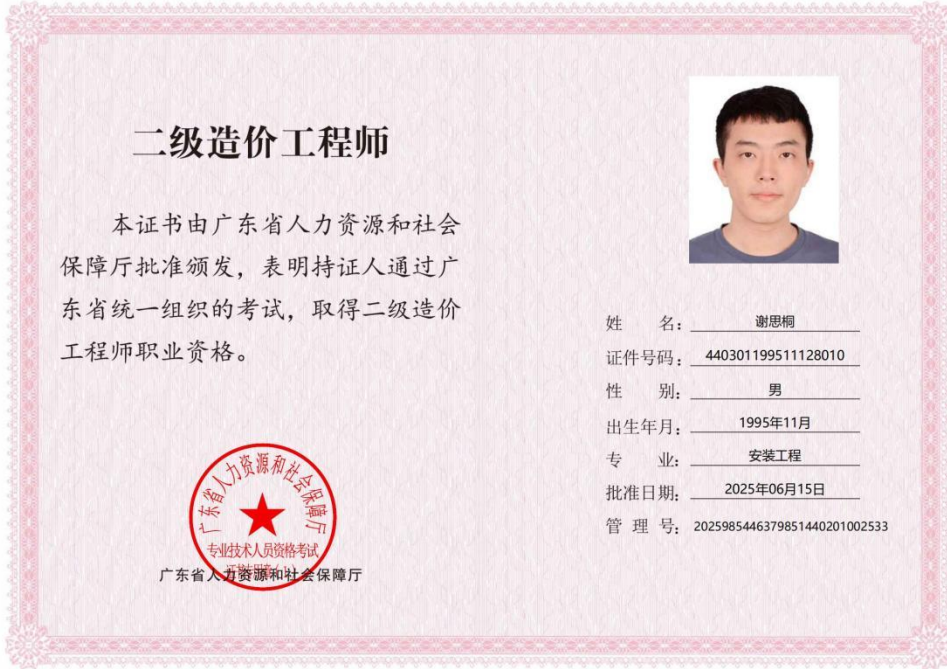 二级造价工程师
本证书由广东省人力资源和社会
保障厅批准颁发，表明持证人通过广
东省统一组织的考试，取得二级造价
工程师职业资格。
姓 名：谢思桐
证件号码：440301199511128010
性 别：男
出生年月：1995年11月
专 业：安装工程
批准日期：2025年06月15日
管 理 号：2025985446379851440201002533
广东省人力资源和社会保障厅
专业技术人员资格考试
广东省人力资源和社会保障厅